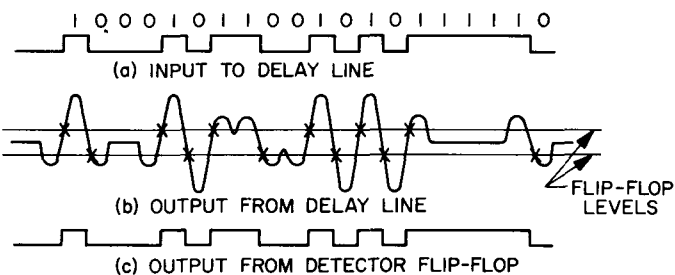 1 0 0 0 1 0 1 1 0 0 1 0 1 0 1 1 1 1 1 0
(a) INPUT TO DELAY LINE
FLIP-FLOP
LEVELS
(b) OUTPUT FROM DELAY LINE
(c) OUTPUT FROM DETECTOR FLIP-FLOP